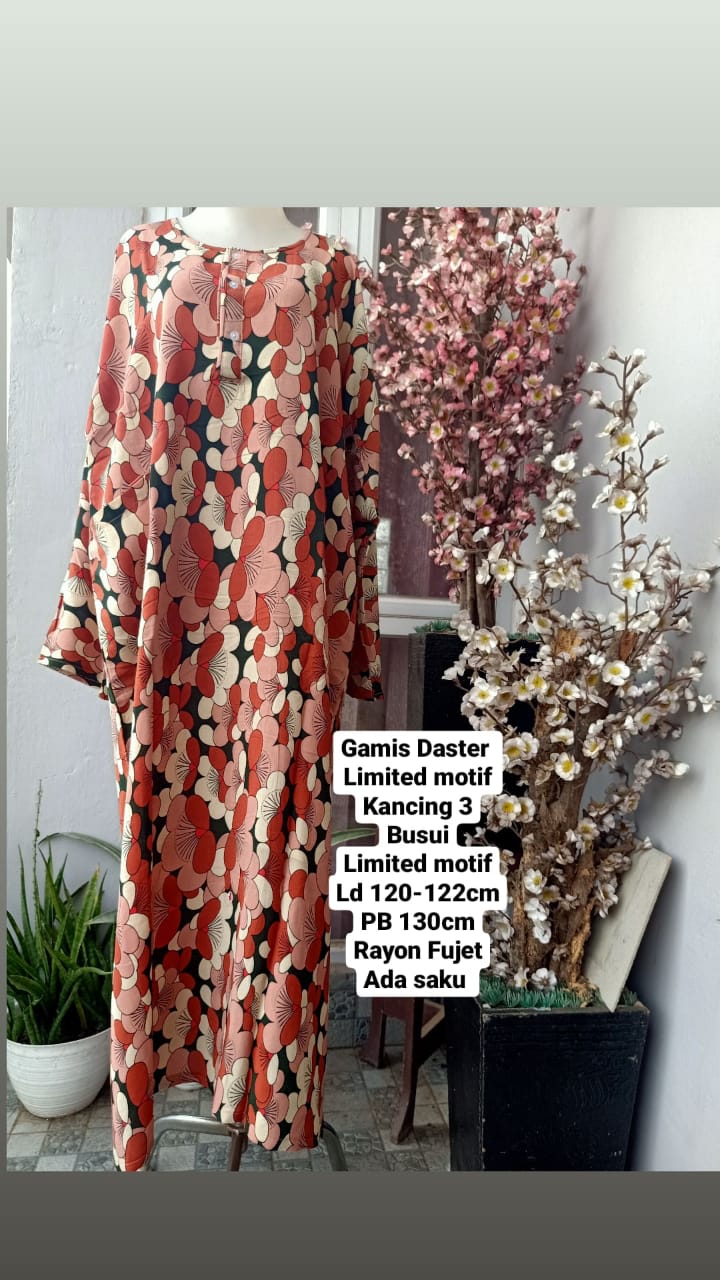 Gamis Daster
Limited motif
Kancing 3
Busui
Limited motif
Ld 120-122cm
PB 130cm
Rayon Fujet
Ada saku